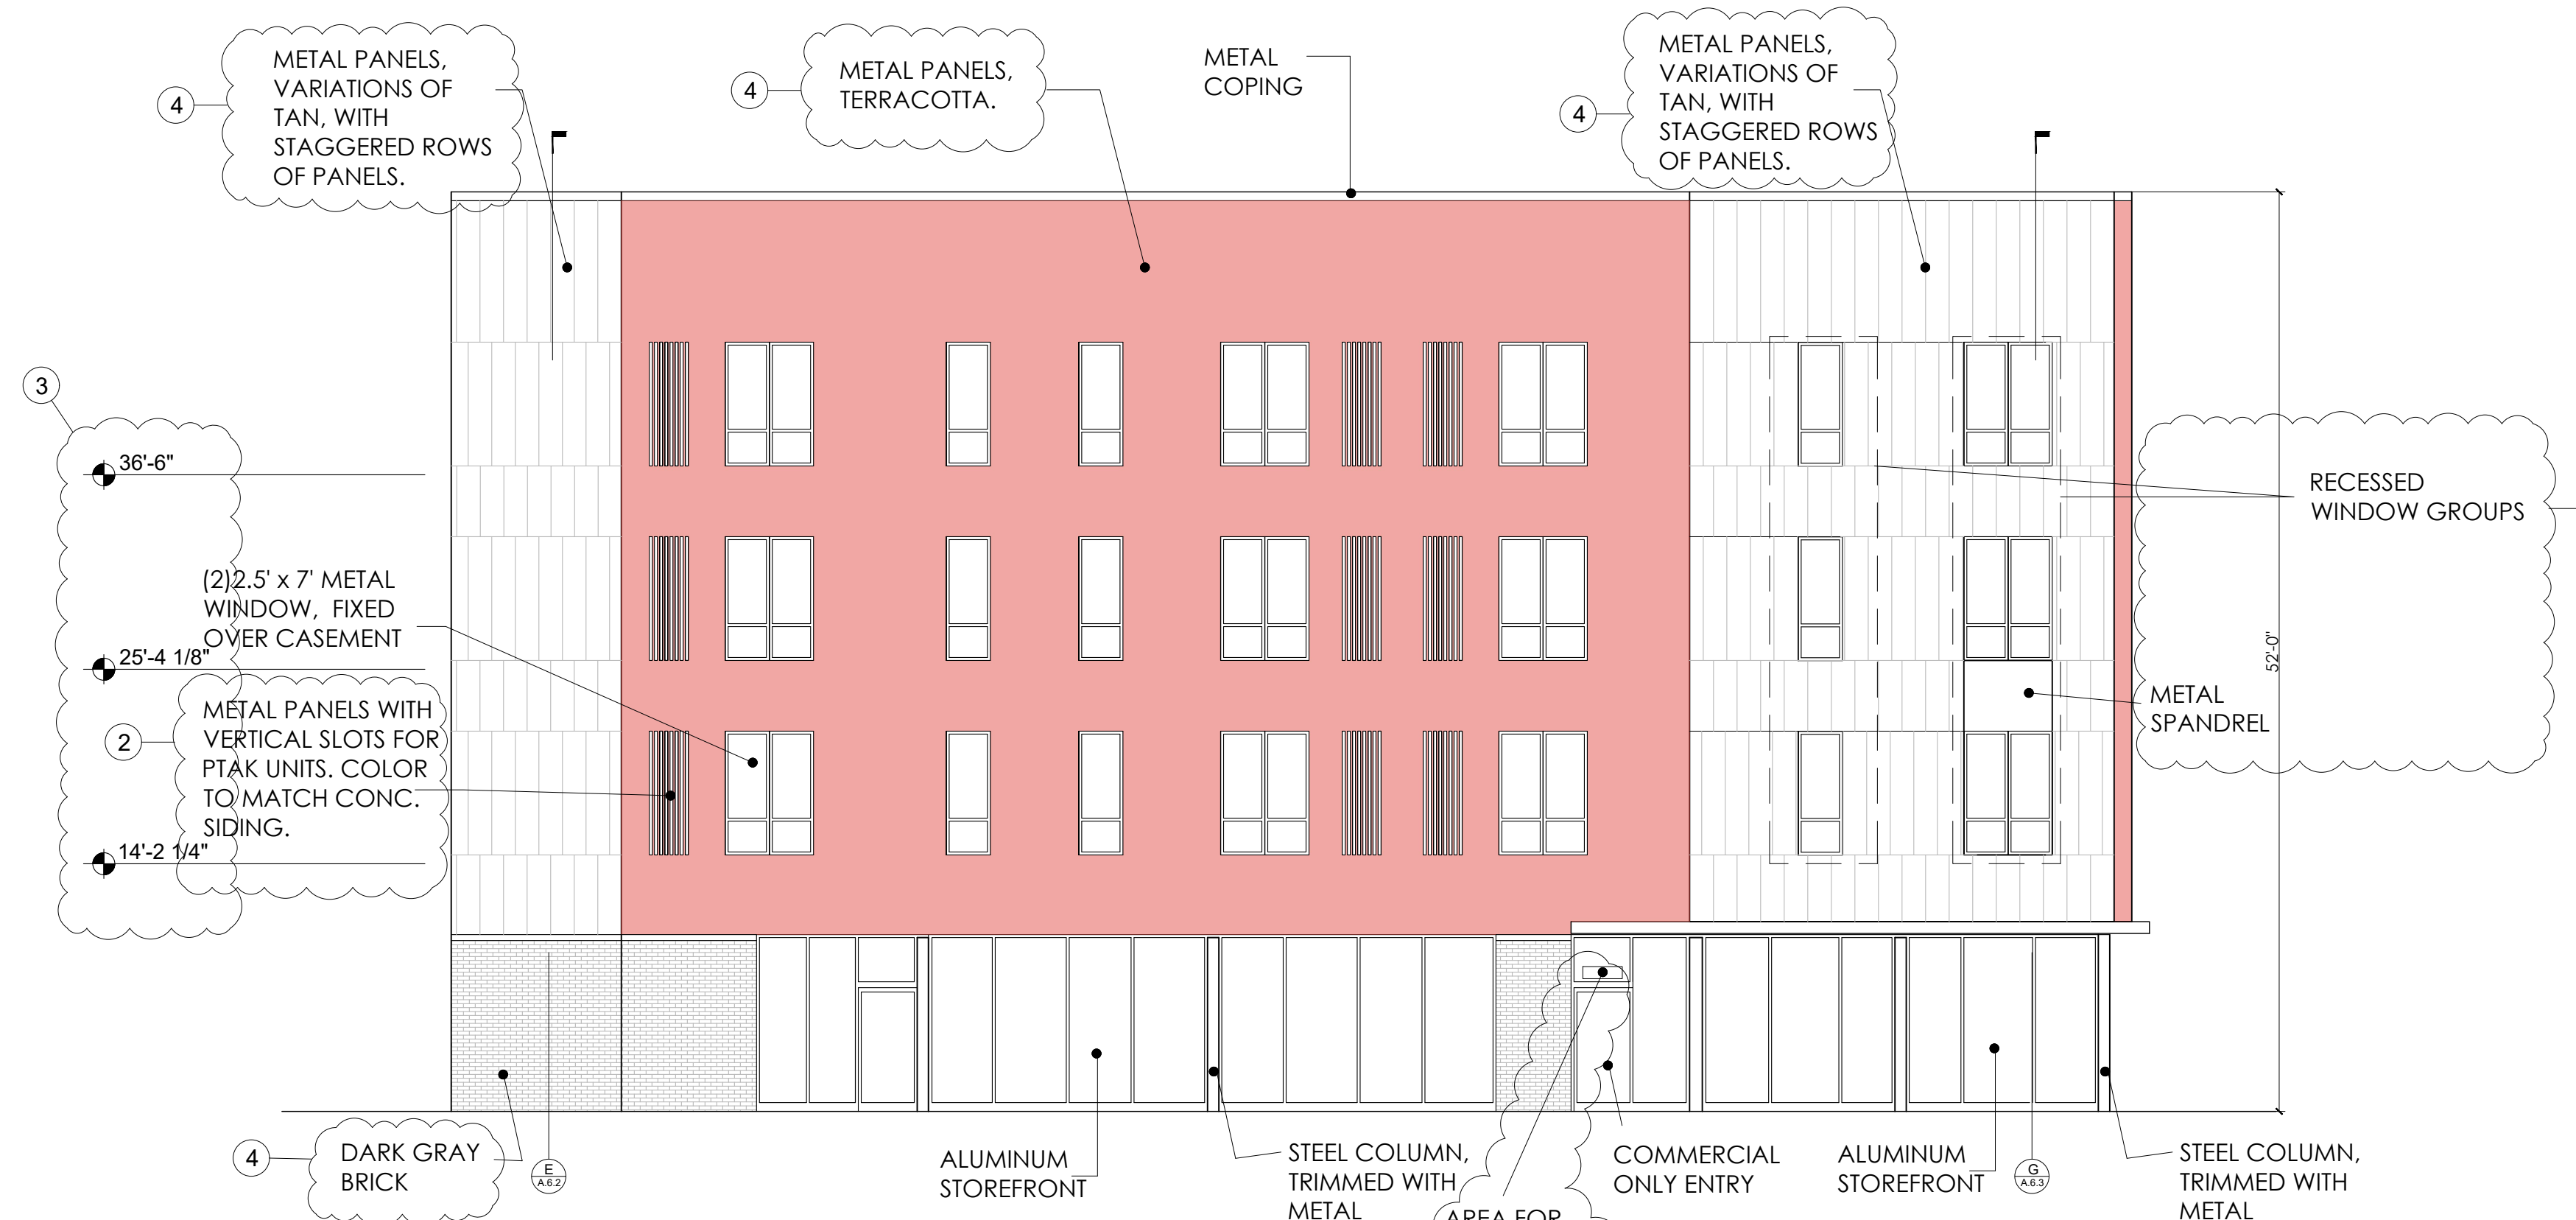 METAL PANELS,
VARIATIONS OF
TAN, WITH
STAGGERED ROWS
OF PANELS.
4
METAL PANELS,
TERRACOTTA.
4
METAL
COPING
METAL PANELS,
VARIATIONS OF
TAN, WITH
STAGGERED ROWS
OF PANELS.
4
3
36'-6"
25'-4 1/8"
14'-2 1/4"
(2)2.5' x 7' METAL
WINDOW, FIXED
OVER CASEMENT
2
METAL PANELS WITH
VERTICAL SLOTS FOR
PTAK UNITS. COLOR
TO MATCH CONC.
SIDING.
RECESSED
WINDOW GROUPS
52'-0"
METAL
SPANDREL
4
DARK GRAY
BRICK
E
A.6.2
ALUMINUM
STOREFRONT
STEEL COLUMN,
TRIMMED WITH
METAL
AREA FOR
COMMERCIAL
ONLY ENTRY
ALUMINUM
STOREFRONT
G
A.6.3
STEEL COLUMN,
TRIMMED WITH
METAL